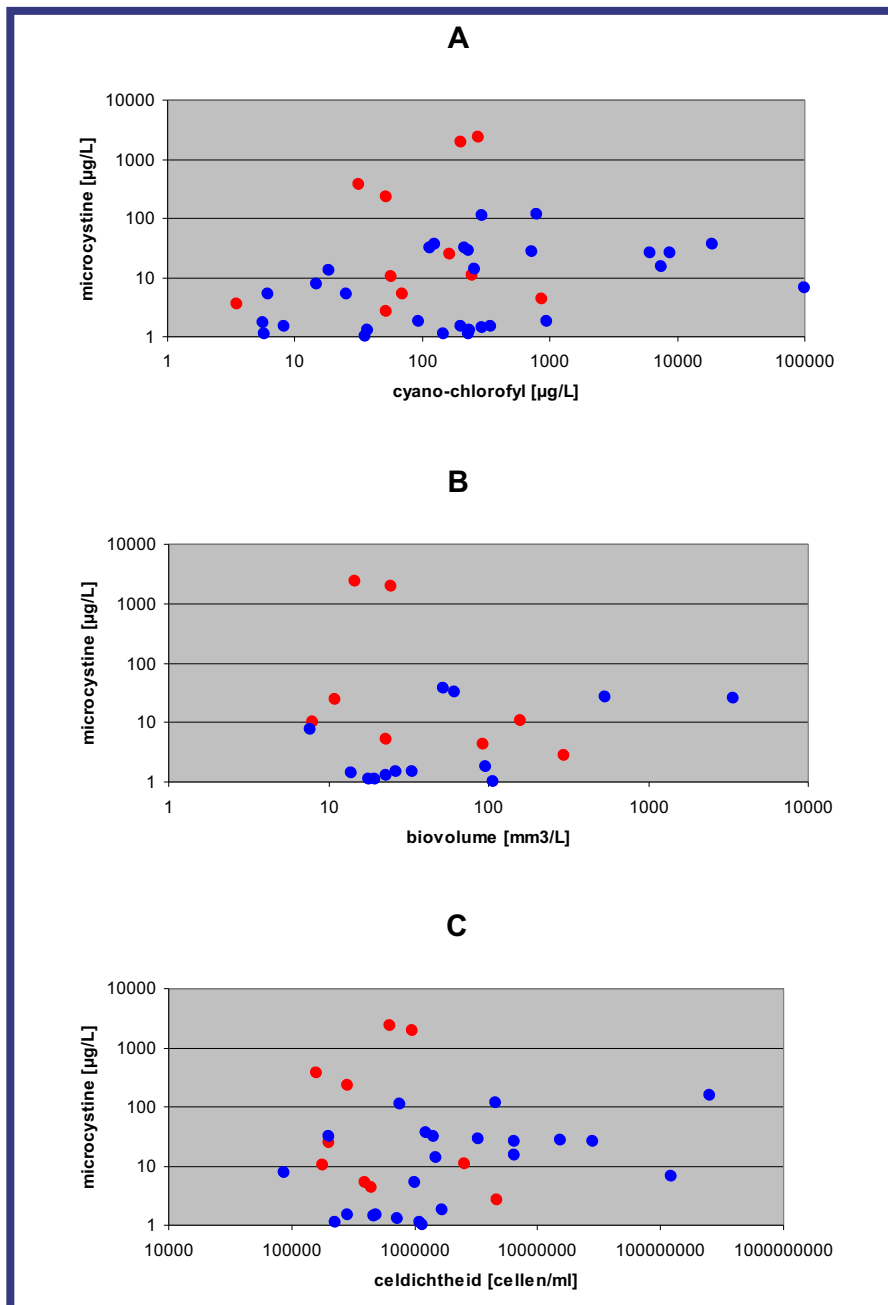 A
microcystine [µg/L]
10000
1000
100
10
1
1 10 100 1000 10000 100000
cyano-chlorofyl [µg/L]
B
microcystine [µg/L]
10000
1000
100
10
1
1 10 100 1000 10000
biovolume [mm3/L]
C
microcystine [µg/L]
10000
1000
100
10
1
10000 100000 1000000 10000000 100000000 1000000000
celdichtheid [cellen/ml]